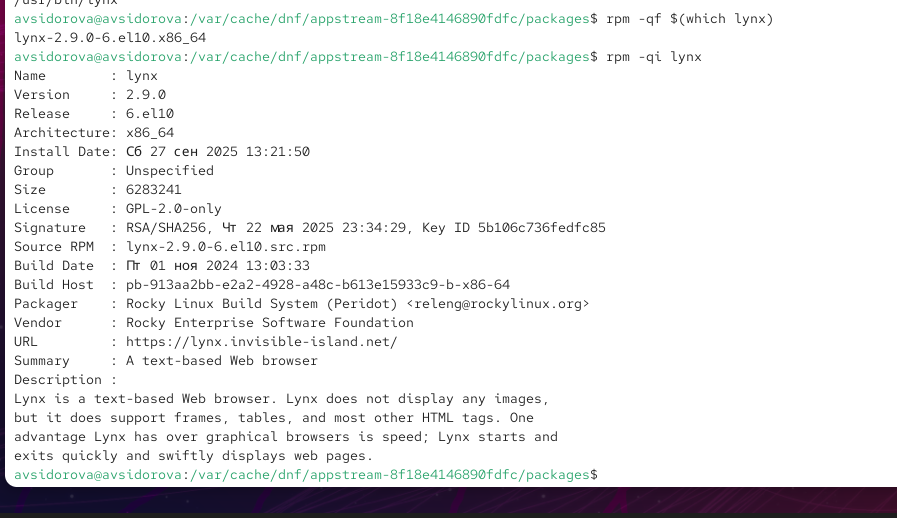 /usr/bin/lynx
avsidorova@avsidorova:/var/cache/dnf/appstream-8f18e4146890fdfc/packages$ rpm -qf $(which lynx)
lynx-2.9.0-6.el10.x86_64
avsidorova@avsidorova:/var/cache/dnf/appstream-8f18e4146890fdfc/packages$ rpm -qi lynx
Name        : lynx
Version     : 2.9.0
Release     : 6.el10
Architecture: x86_64
Install Date: Сб 27 сен 2025 13:21:50
Group       : Unspecified
Size        : 6283241
License     : GPL-2.0-only
Signature   : RSA/SHA256, Чт 22 мая 2025 23:34:29, Key ID 5b106c736fedfc85
Source RPM  : lynx-2.9.0-6.el10.src.rpm
Build Date  : Пт 01 ноя 2024 13:03:33
Build Host  : pb-913aa2bb-e2a2-4928-a48c-b613e15933c9-b-x86-64
Packager    : Rocky Linux Build System (Peridot) <releng@rockylinux.org>
Vendor      : Rocky Enterprise Software Foundation
URL         : https://lynx.invisible-island.net/
Summary     : A text-based Web browser
Description :
Lynx is a text-based Web browser. Lynx does not display any images,
but it does support frames, tables, and most other HTML tags. One
advantage Lynx has over graphical browsers is speed; Lynx starts and
exits quickly and swiftly displays web pages.
avsidorova@avsidorova:/var/cache/dnf/appstream-8f18e4146890fdfc/packages$